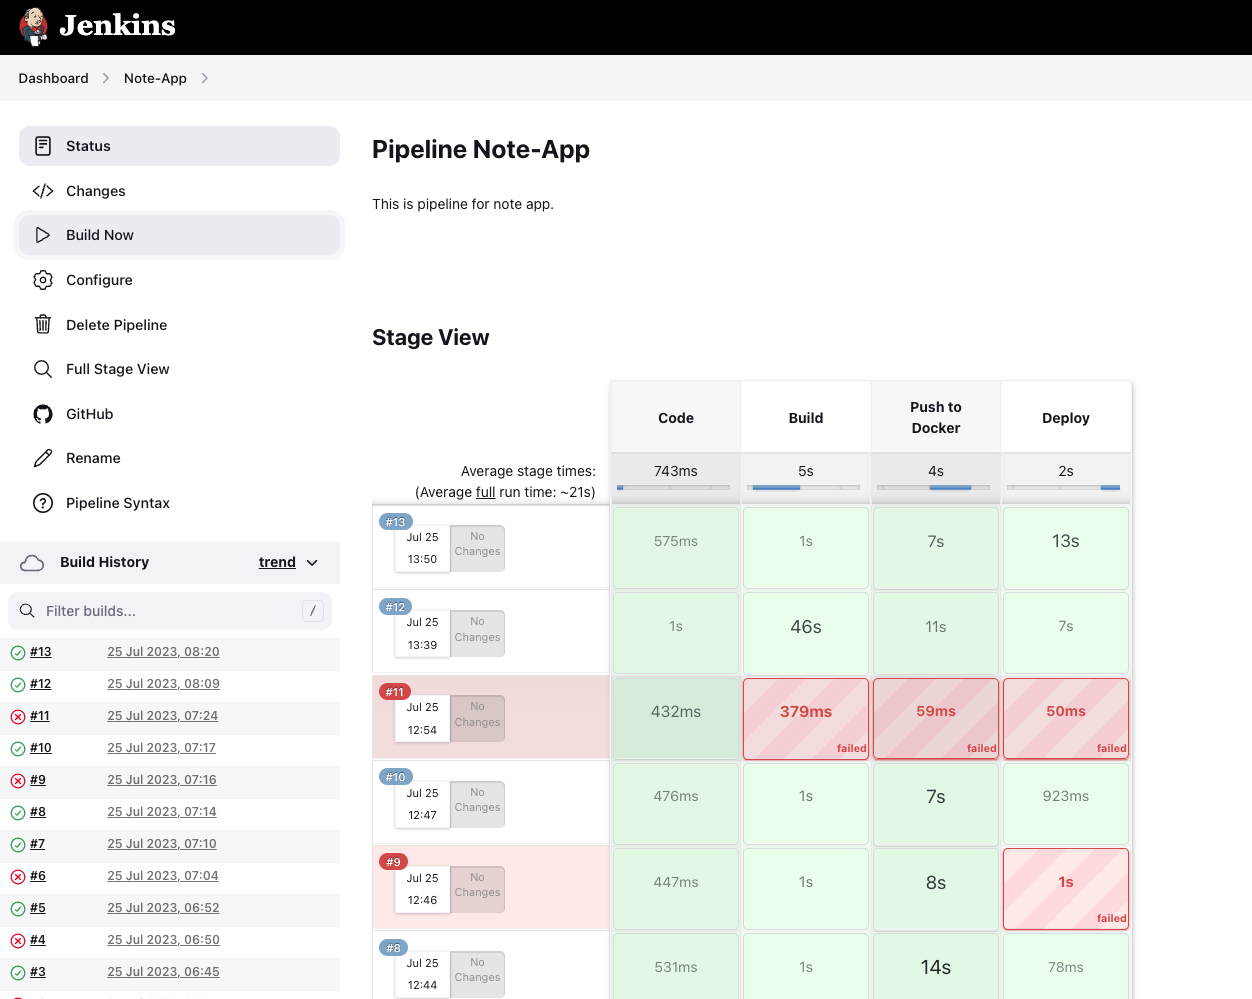 Jenkins
Dashboard
Note-App
Status
Changes
Build Now
Configure
Delete Pipeline
Full Stage View
GitHub
Rename
Pipeline Syntax
Build History trend
Filter builds... /
#13 25 Jul 2023, 08:20
#12 25 Jul 2023, 08:09
#11 25 Jul 2023, 07:24
#10 25 Jul 2023, 07:17
#9 25 Jul 2023, 07:16
#8 25 Jul 2023, 07:14
#7 25 Jul 2023, 07:10
#6 25 Jul 2023, 07:04
#5 25 Jul 2023, 06:52
#4 25 Jul 2023, 06:50
#3 25 Jul 2023, 06:45
Pipeline Note-App
This is pipeline for note app.
Stage View
Code Build Push to Docker Deploy
Average stage times: 743ms 5s 4s 2s
(Average full run time: ~21s)
#13
Jul 25 No
13:50 Changes
575ms 1s 7s 13s
#12
Jul 25 No
13:39 Changes
1s 46s 11s 7s
#11
Jul 25 No
12:54 Changes
432ms 379ms 59ms 50ms
failed failed failed
#10
Jul 25 No
12:47 Changes
476ms 1s 7s 923ms
#9
Jul 25 No
12:46 Changes
447ms 1s 8s 1s
failed
#8
Jul 25 No
12:44 Changes
531ms 1s 14s 78ms